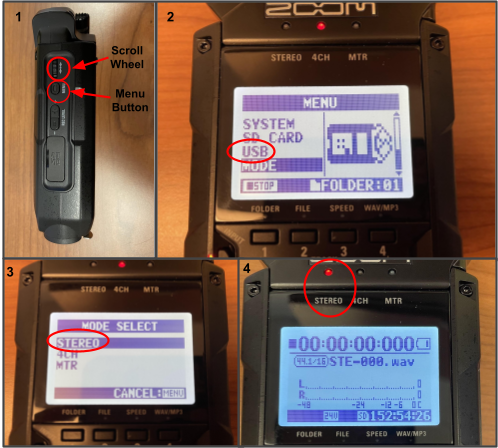 1
Scroll
Wheel
Menu
Button
2
ZOOM
STEREO 4CH MTR
MENU
SYSTEM
SD CARD
USB
MODE
STOP FOLDER:01
FOLDER FILE SPEED WAV/MP3
1 2 3 4
3
STEREO 4CH MTR
MODE SELECT
STEREO
4CH
MTR
CANCEL:MENU
FOLDER FILE SPEED WAV/MP3
4
STEREO 4CH MTR
00:00:00:000
44.1/16 STE-000.wav
L 0
R 0
-48 -24 -12 -6 0
SD 152:54:26
FOLDER FILE SPEED WAV/MP3